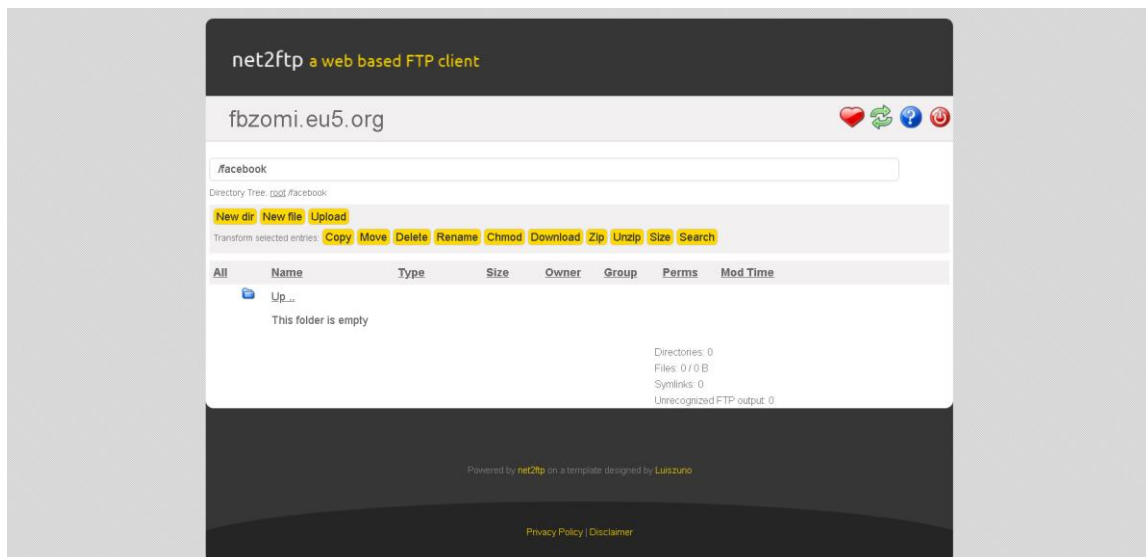 net2ftp a web based FTP client
fbzomi.eu5.org
/facebook
Directory Tree: root /facebook
New dir New file Upload
Transform selected entries: Copy Move Delete Rename Chmod Download Zip Unzip Size Search
All Name Type Size Owner Group Perms Mod Time
Up ..
This folder is empty
Directories: 0
Files: 0 / 0 B
Symlinks: 0
Unrecognized FTP output: 0
Powered by net2ftp on a template designed by Luiszuno
Privacy Policy | Disclaimer